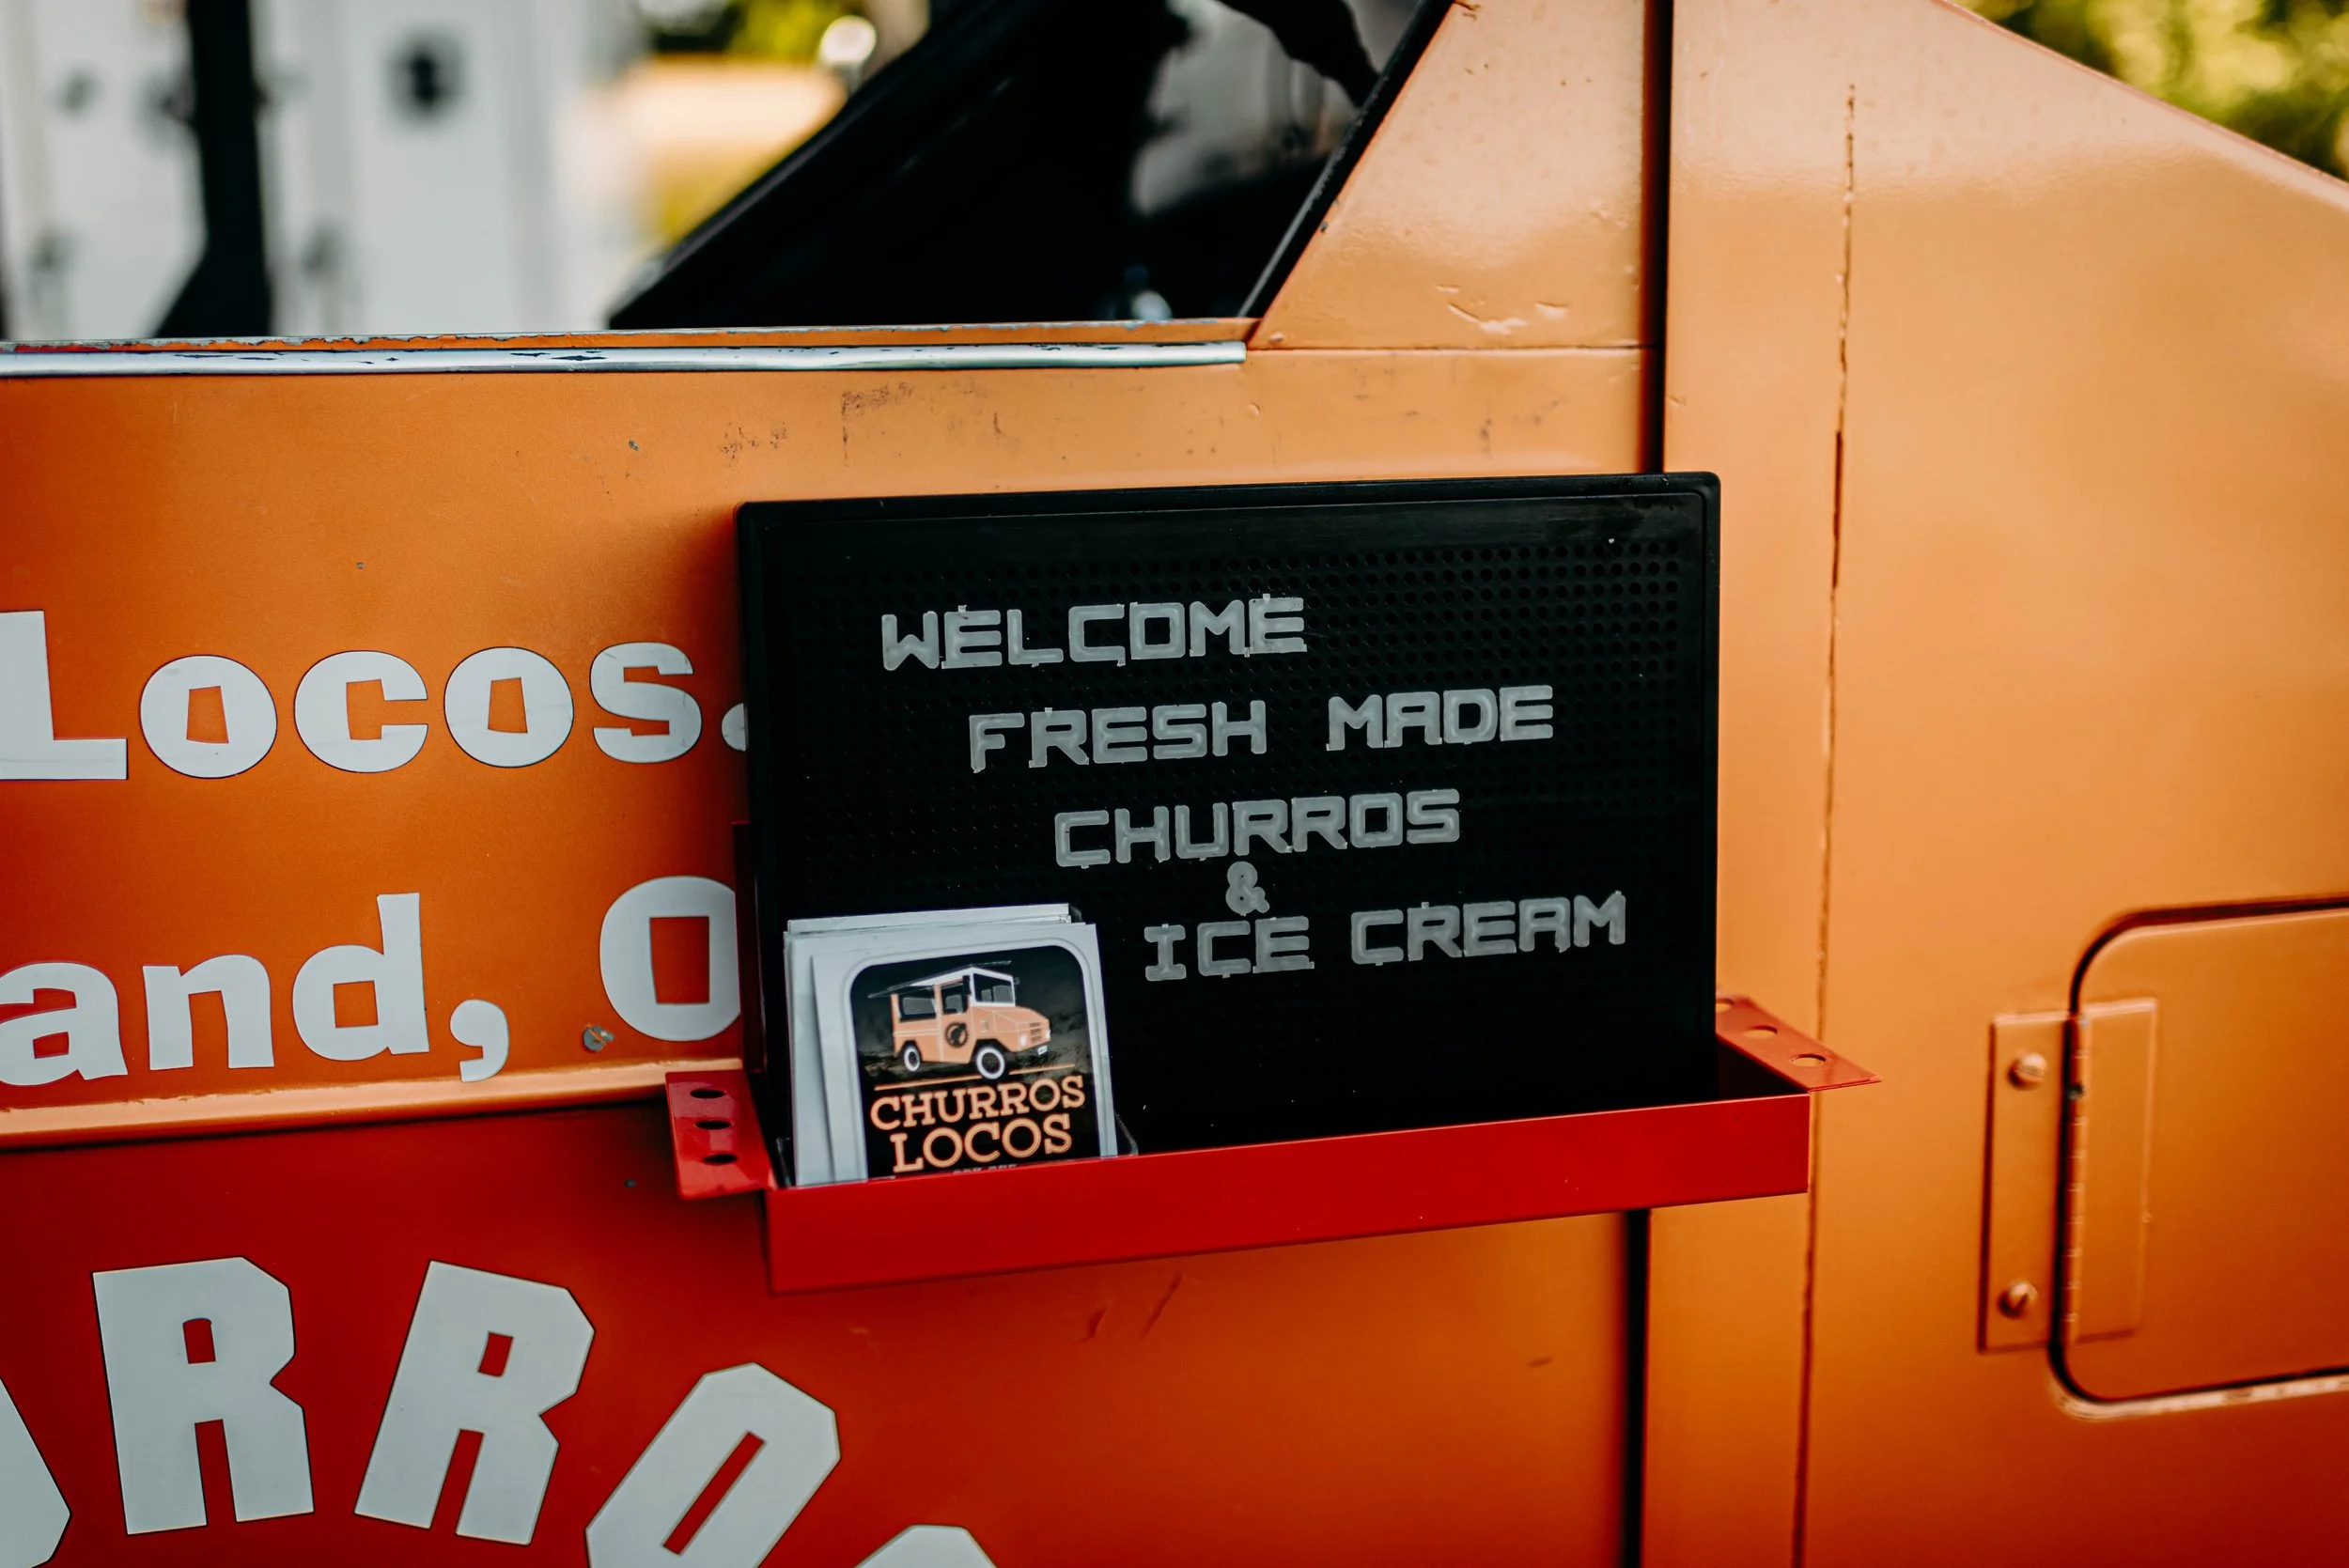 Locos.
and, O
RRO
WELCOME
FRESH MADE
CHURROS
&
ICE CREAM
CHURROS
LOCOS